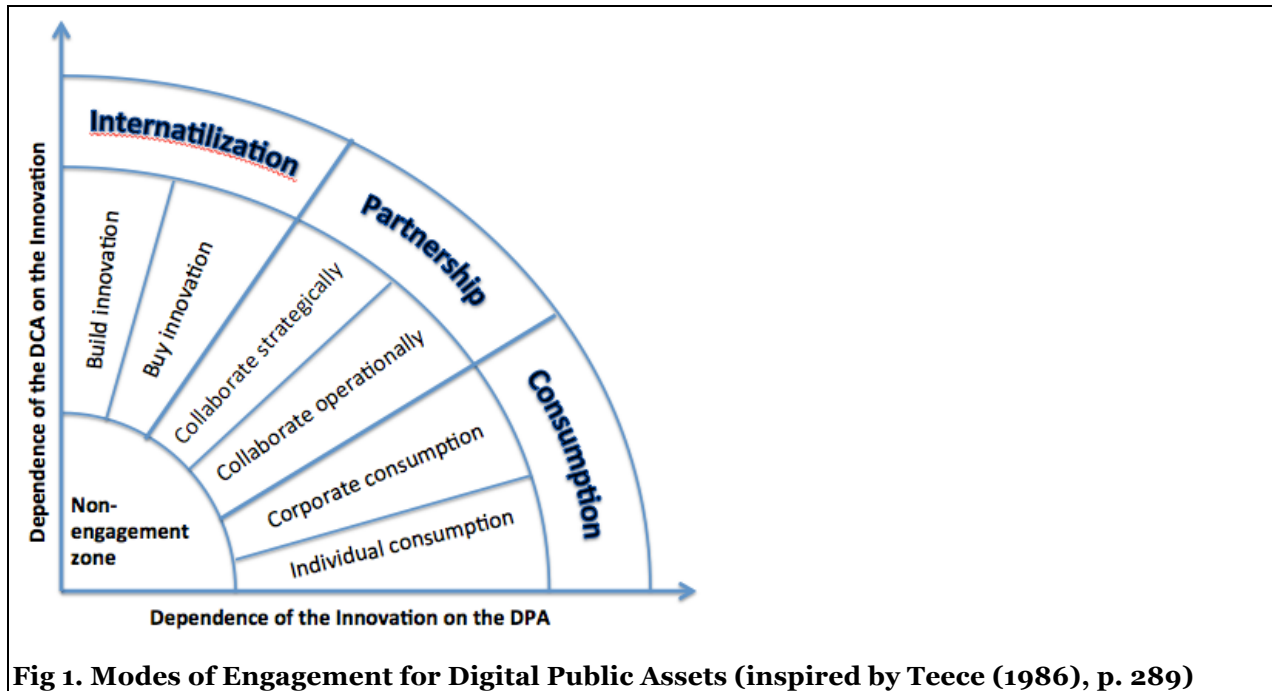 Internatilization
Partnership
Consumption
Build innovation
Buy innovation
Collaborate strategically
Collaborate operationally
Corporate consumption
Individual consumption
Non-
engagement
zone
Dependence of the DCA on the Innovation
Dependence of the Innovation on the DPA
Fig 1. Modes of Engagement for Digital Public Assets (inspired by Teece (1986), p. 289)